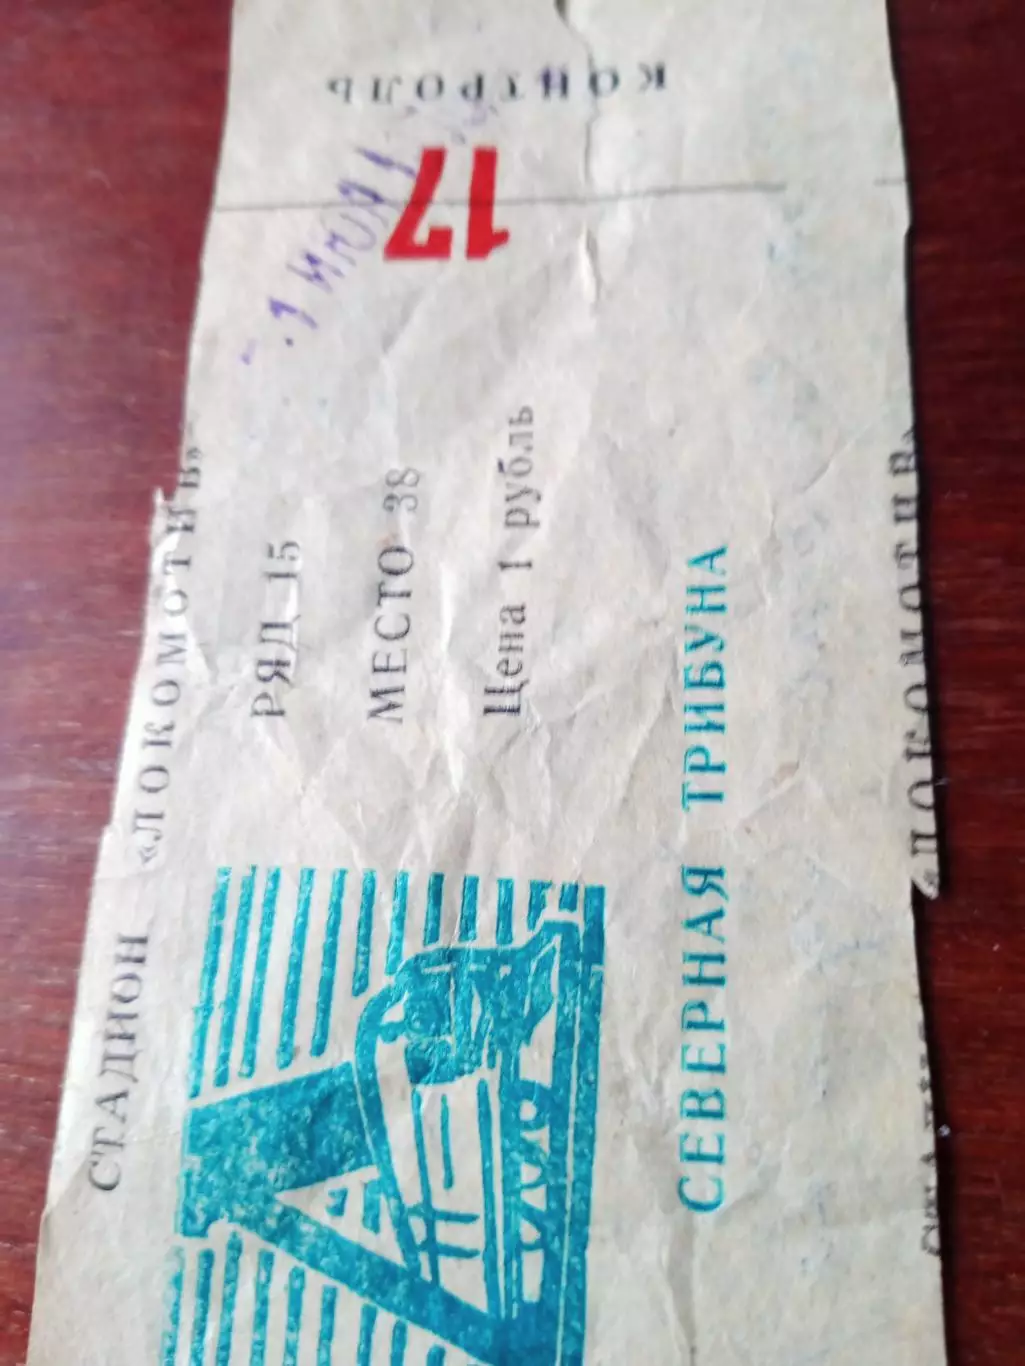 СТАДИОН «ЛОКОМОТИВ»
РЯД 15
МЕСТО 38
Цена 1 рубль
СЕВЕРНАЯ ТРИБУНА
17
КОНТРОЛЬ
«ЛОКОМОТИВ»